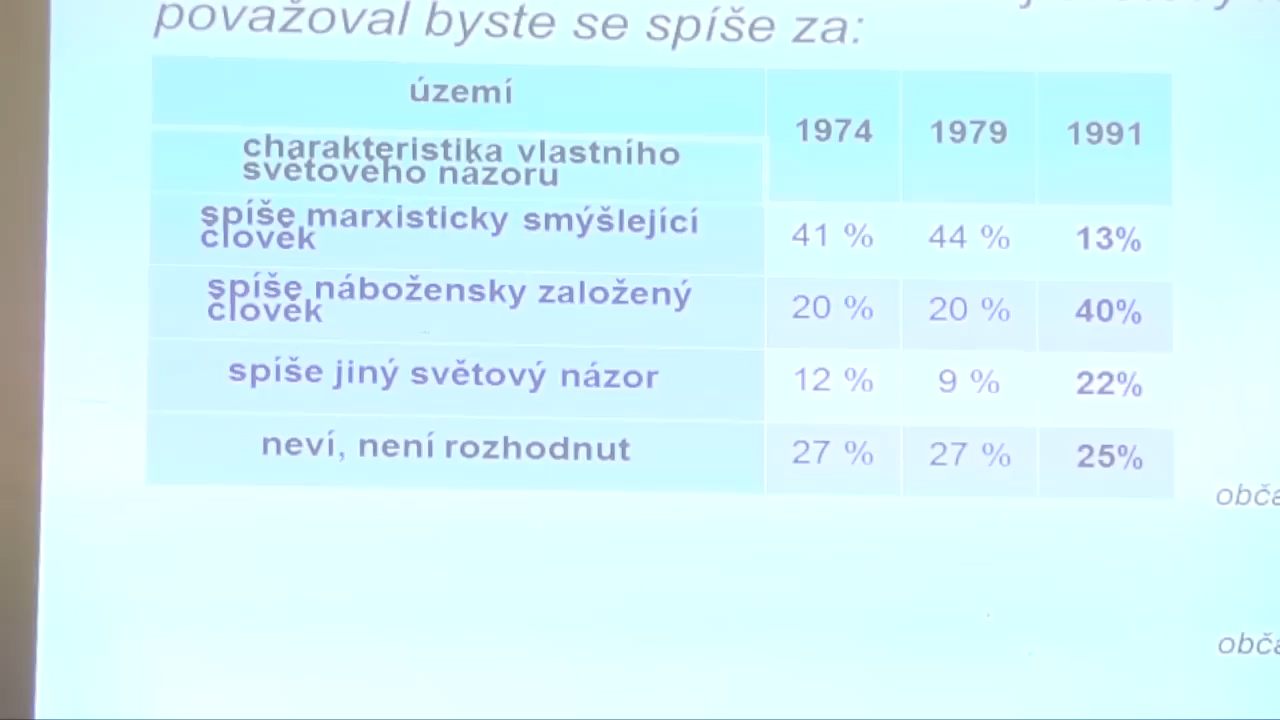 považoval byste se spíše za:
území
charakteristika vlastního
světového názoru
1974 1979 1991
spíše marxisticky smýšlející
člověk
41 % 44 % 13%
spíše nábožensky založený
člověk
20 % 20 % 40%
spíše jiný světový názor 12 % 9 % 22%
neví, není rozhodnut 27 % 27 % 25%